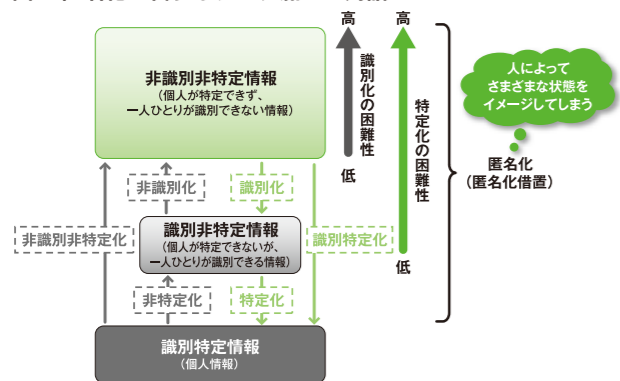 高
高
識別化の困難性
特定化の困難性
低
低
非識別非特定情報
（個人が特定できず、
一人ひとりが識別できない情報）
人によって
さまざまな状態を
イメージしてしまう
匿名化
（匿名化借置）
非識別化
識別化
識別非特定情報
（個人が特定できないが、
一人ひとりが識別できる情報）
非識別非特定化
識別特定化
非特定化
特定化
識別特定情報
（個人情報）